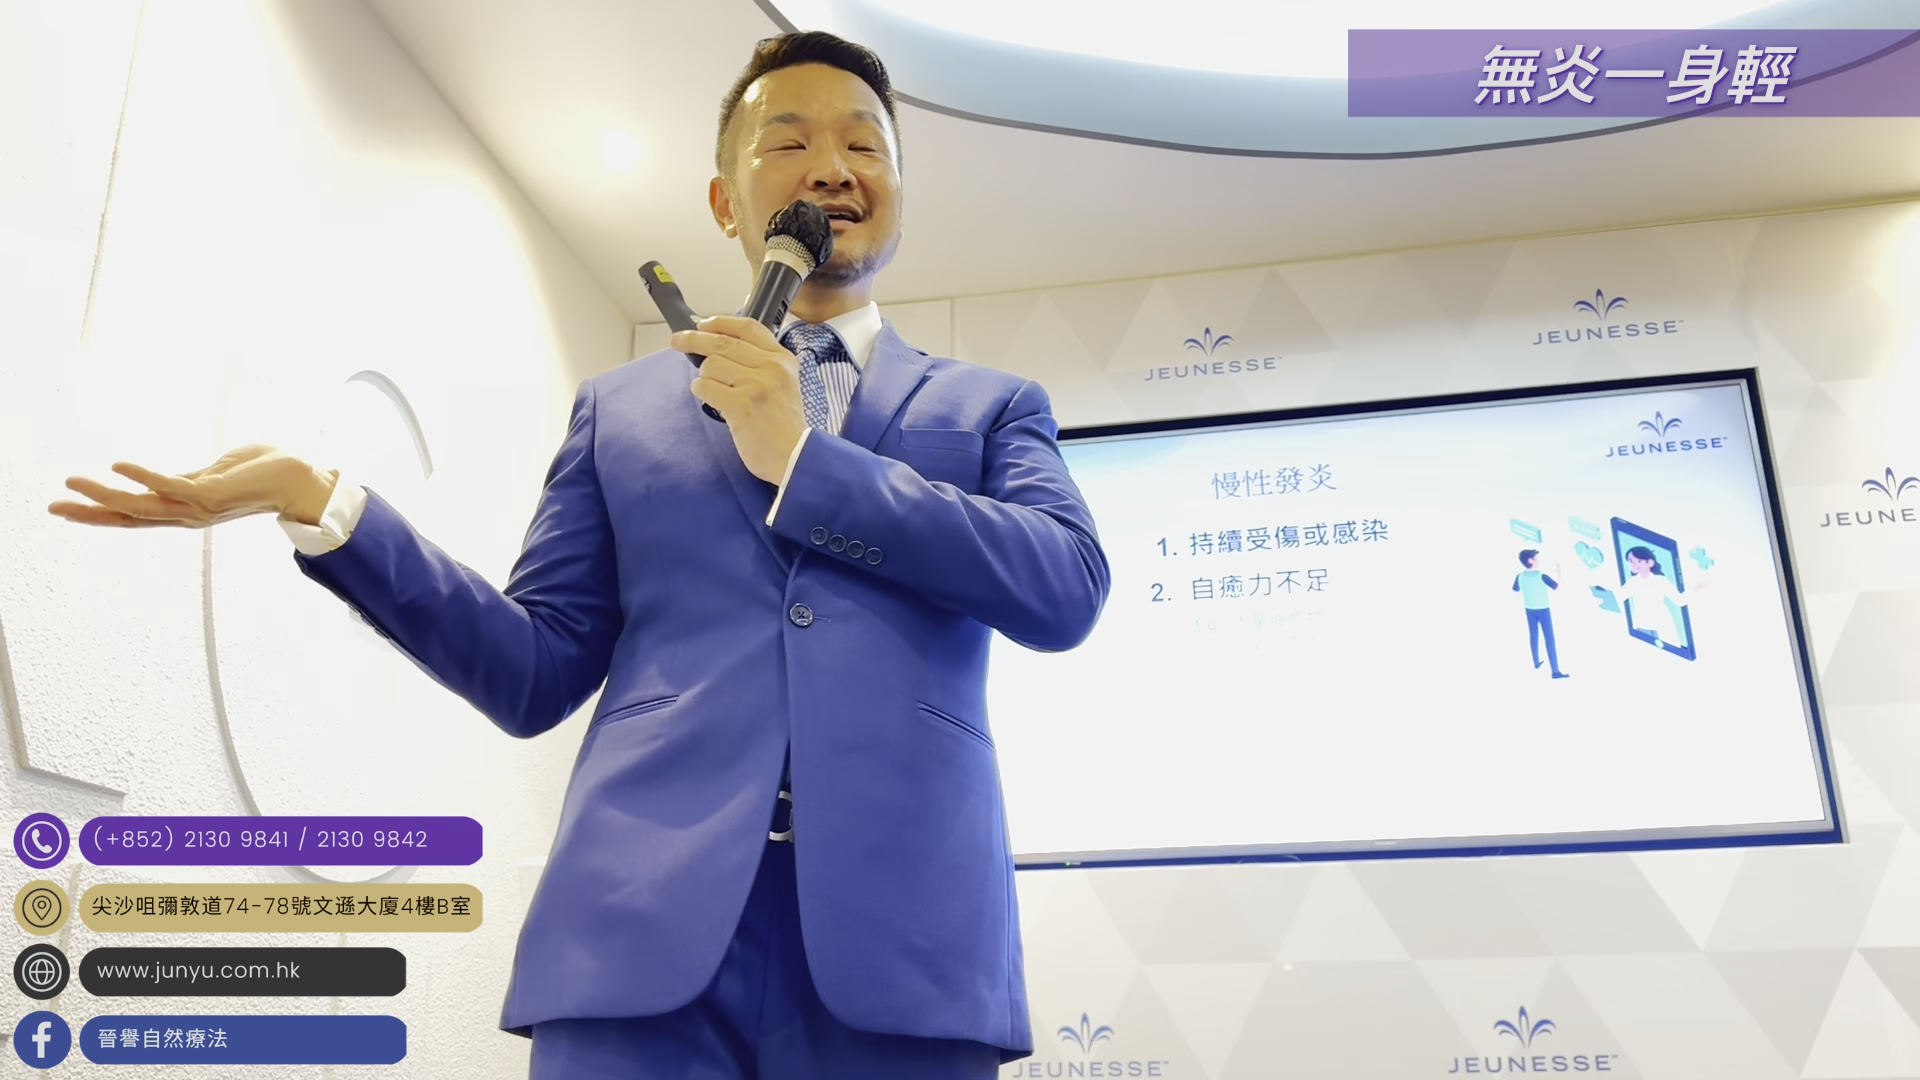 無炎一身輕
JEUNESSE
JEUNESSE
JEUNESSE
慢性發炎
1. 持續受傷或感染
2. 自癒力不足
JEUNE
(+852) 2130 9841 / 2130 9842
尖沙咀彌敦道74-78號文遜大廈4樓B室
www.junyu.com.hk
晉譽自然療法
JEUNESSE
JEUNESSE